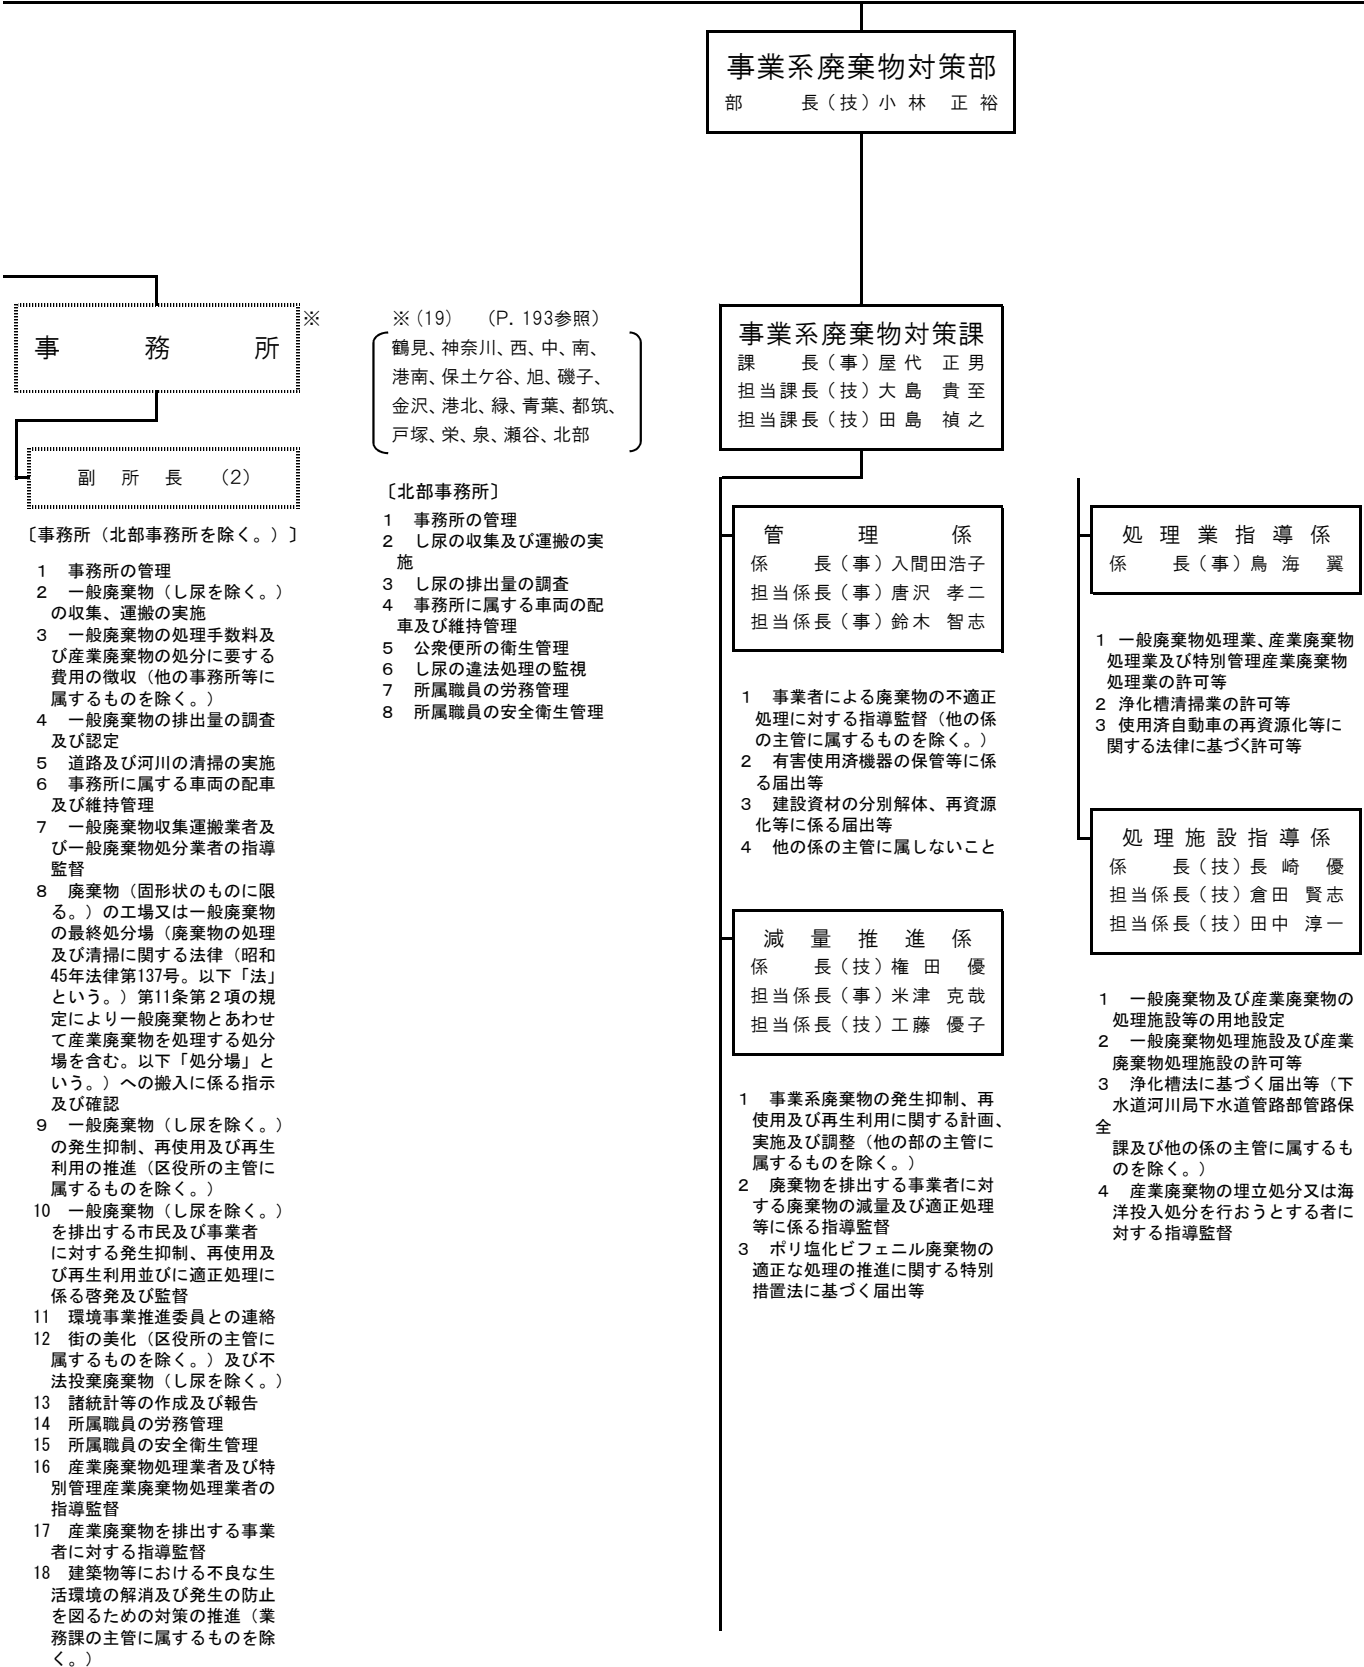 事業系廃棄物対策部
部　　長（技）小林　正裕
事　務　所
※
副　所　長　（2）
〔事務所（北部事務所を除く。）〕
1　事務所の管理
2　一般廃棄物（し尿を除く。）
の収集、運搬の実施
3　一般廃棄物の処理手数料及
び産業廃棄物の処分に要する
費用の徴収（他の事務所等に
属するものを除く。）
4　一般廃棄物の排出量の調査
及び認定
5　道路及び河川の清掃の実施
6　事務所に属する車両の配車
及び維持管理
7　一般廃棄物収集運搬業者及
び一般廃棄物処分業者の指導
監督
8　廃棄物（固形状のものに限
る。）の工場又は一般廃棄物
の最終処分場（廃棄物の処理
及び清掃に関する法律（昭和
45年法律第137号。以下「法」
という。）第11条第２項の規
定により一般廃棄物とあわせ
て産業廃棄物を処理する処分
場を含む。以下「処分場」と
いう。）への搬入に係る指示
及び確認
9　一般廃棄物（し尿を除く。）
の発生抑制、再使用及び再生
利用の推進（区役所の主管に
属するものを除く。）
10　一般廃棄物（し尿を除く。）
を排出する市民及び事業者
に対する発生抑制、再使用及
び再生利用並びに適正処理に
係る啓発及び監督
11　環境事業推進委員との連絡
12　街の美化（区役所の主管に
属するものを除く。）及び不
法投棄廃棄物（し尿を除く。）
13　諸統計等の作成及び報告
14　所属職員の労務管理
15　所属職員の安全衛生管理
16　産業廃棄物処理業者及び特
別管理産業廃棄物処理業者の
指導監督
17　産業廃棄物を排出する事業
者に対する指導監督
18　建築物等における不良な生
活環境の解消及び発生の防止
を図るための対策の推進（業
務課の主管に属するものを除
く。）
※（19）　（P. 193参照）
鶴見、神奈川、西、中、南、
港南、保土ケ谷、旭、磯子、
金沢、港北、緑、青葉、都筑、
戸塚、栄、泉、瀬谷、北部
〔北部事務所〕
1　事務所の管理
2　し尿の収集及び運搬の実
施
3　し尿の排出量の調査
4　事務所に属する車両の配
車及び維持管理
5　公衆便所の衛生管理
6　し尿の違法処理の監視
7　所属職員の労務管理
8　所属職員の安全衛生管理
事業系廃棄物対策課
課　　長（事）屋代　正男
担当課長（技）大島　貴至
担当課長（技）田島　禎之
管　理　係
係　　長（事）入間田浩子
担当係長（事）唐沢　孝二
担当係長（事）鈴木　智志
1　事業者による廃棄物の不適正
処理に対する指導監督（他の係
の主管に属するものを除く。）
2　有害使用済機器の保管等に係
る届出等
3　建設資材の分別解体、再資源
化等に係る届出等
4　他の係の主管に属しないこと
減　量　推　進　係
係　　長（技）権田　優
担当係長（事）米津　克哉
担当係長（技）工藤　優子
1　事業系廃棄物の発生抑制、再
使用及び再生利用に関する計画、
実施及び調整（他の部の主管に
属するものを除く。）
2　廃棄物を排出する事業者に対
する廃棄物の減量及び適正処理
等に係る指導監督
3　ポリ塩化ビフェニル廃棄物の
適正な処理の推進に関する特別
措置法に基づく届出等
処　理　業　指　導　係
係　　長（事）鳥海　翼
1　一般廃棄物処理業、産業廃棄物
処理業及び特別管理産業廃棄物
処理業の許可等
2　浄化槽清掃業の許可等
3　使用済自動車の再資源化等に
関する法律に基づく許可等
処　理　施　設　指　導　係
係　　長（技）長崎　優
担当係長（技）倉田　賢志
担当係長（技）田中　淳一
1　一般廃棄物及び産業廃棄物の
処理施設等の用地設定
2　一般廃棄物処理施設及び産業
廃棄物処理施設の許可等
3　浄化槽法に基づく届出等（下
水道河川局下水道管路部管路保
全
課及び他の係の主管に属するも
のを除く。）
4　産業廃棄物の埋立処分又は海
洋投入処分を行おうとする者に
対する指導監督